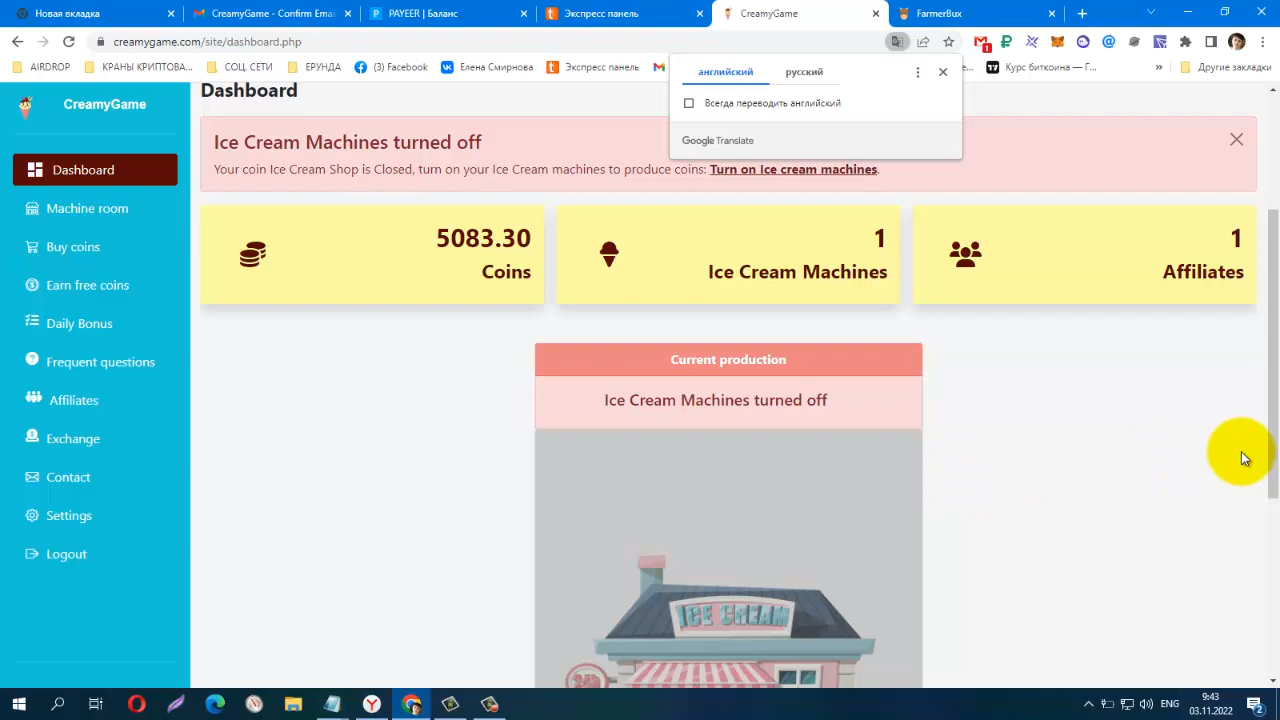 Новая вкладка
CreamyGame - Confirm Emai
PAYEER | Баланс
Экспресс панель
CreamyGame
FarmerBux
creamygame.com/site/dashboard.php
AIRDROP
КРАНЫ КРИПТОВА...
СОЦ. СЕТИ
ЕРУНДА
(3) Facebook
Елена Смирнова
Экспресс панель
Курс биткоина — Г...
»
Другие закладки
английский
русский
Всегда переводить английский
Google Translate
CreamyGame
Dashboard
Machine room
Buy coins
Earn free coins
Daily Bonus
Frequent questions
Affiliates
Exchange
Contact
Settings
Logout
Dashboard
Ice Cream Machines turned off
Your coin Ice Cream Shop is Closed, turn on your Ice Cream machines to produce coins: Turn on Ice cream machines.
5083.30
Coins
1
Ice Cream Machines
1
Affiliates
Current production
Ice Cream Machines turned off
ICE CREAM
ENG
9:43
03.11.2022
2